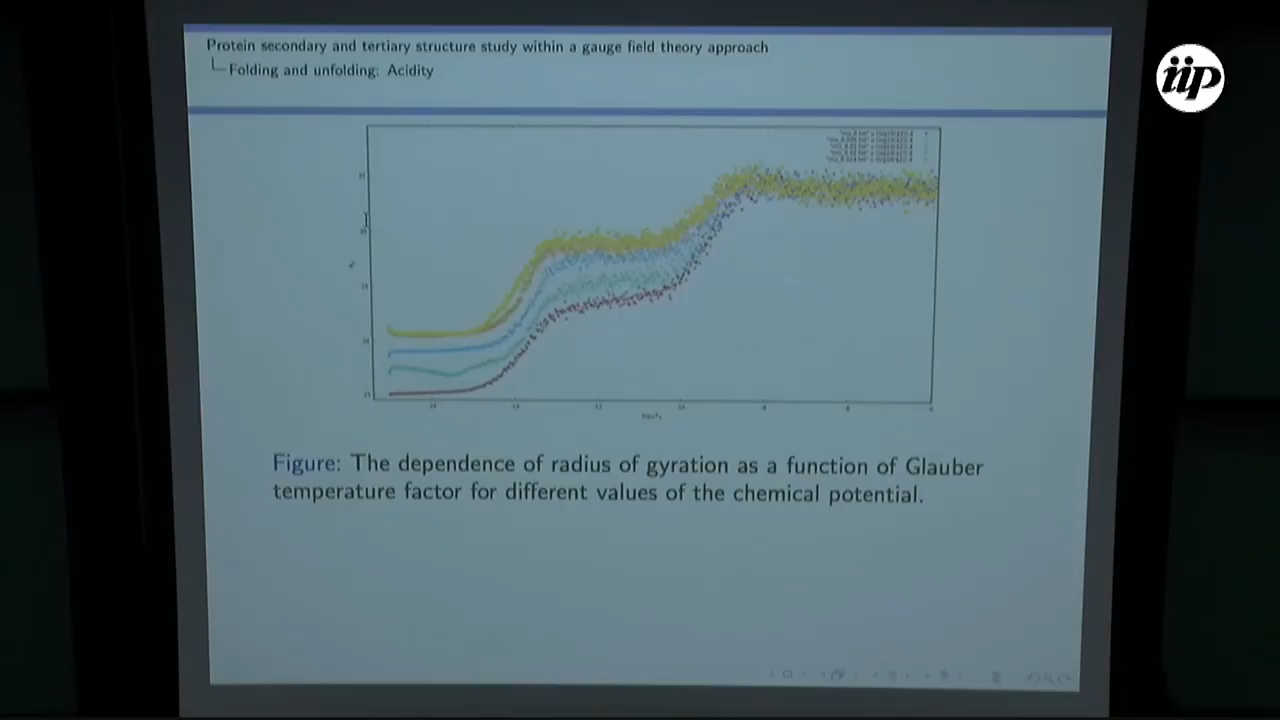 Protein secondary and tertiary structure study within a gauge field theory approach
Folding and unfolding: Acidity
iip
Figure: The dependence of radius of gyration as a function of Glauber
temperature factor for different values of the chemical potential.